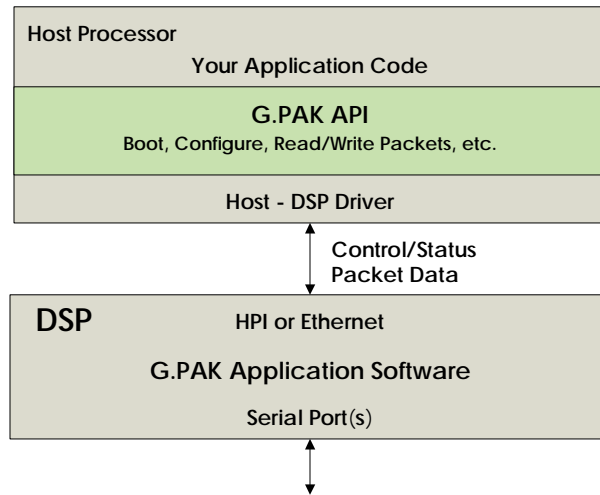 Host Processor
Your Application Code
G.PAK API
Boot, Configure, Read/Write Packets, etc.
Host - DSP Driver
Control/Status
Packet Data
DSP
HPI or Ethernet
G.PAK Application Software
Serial Port(s)